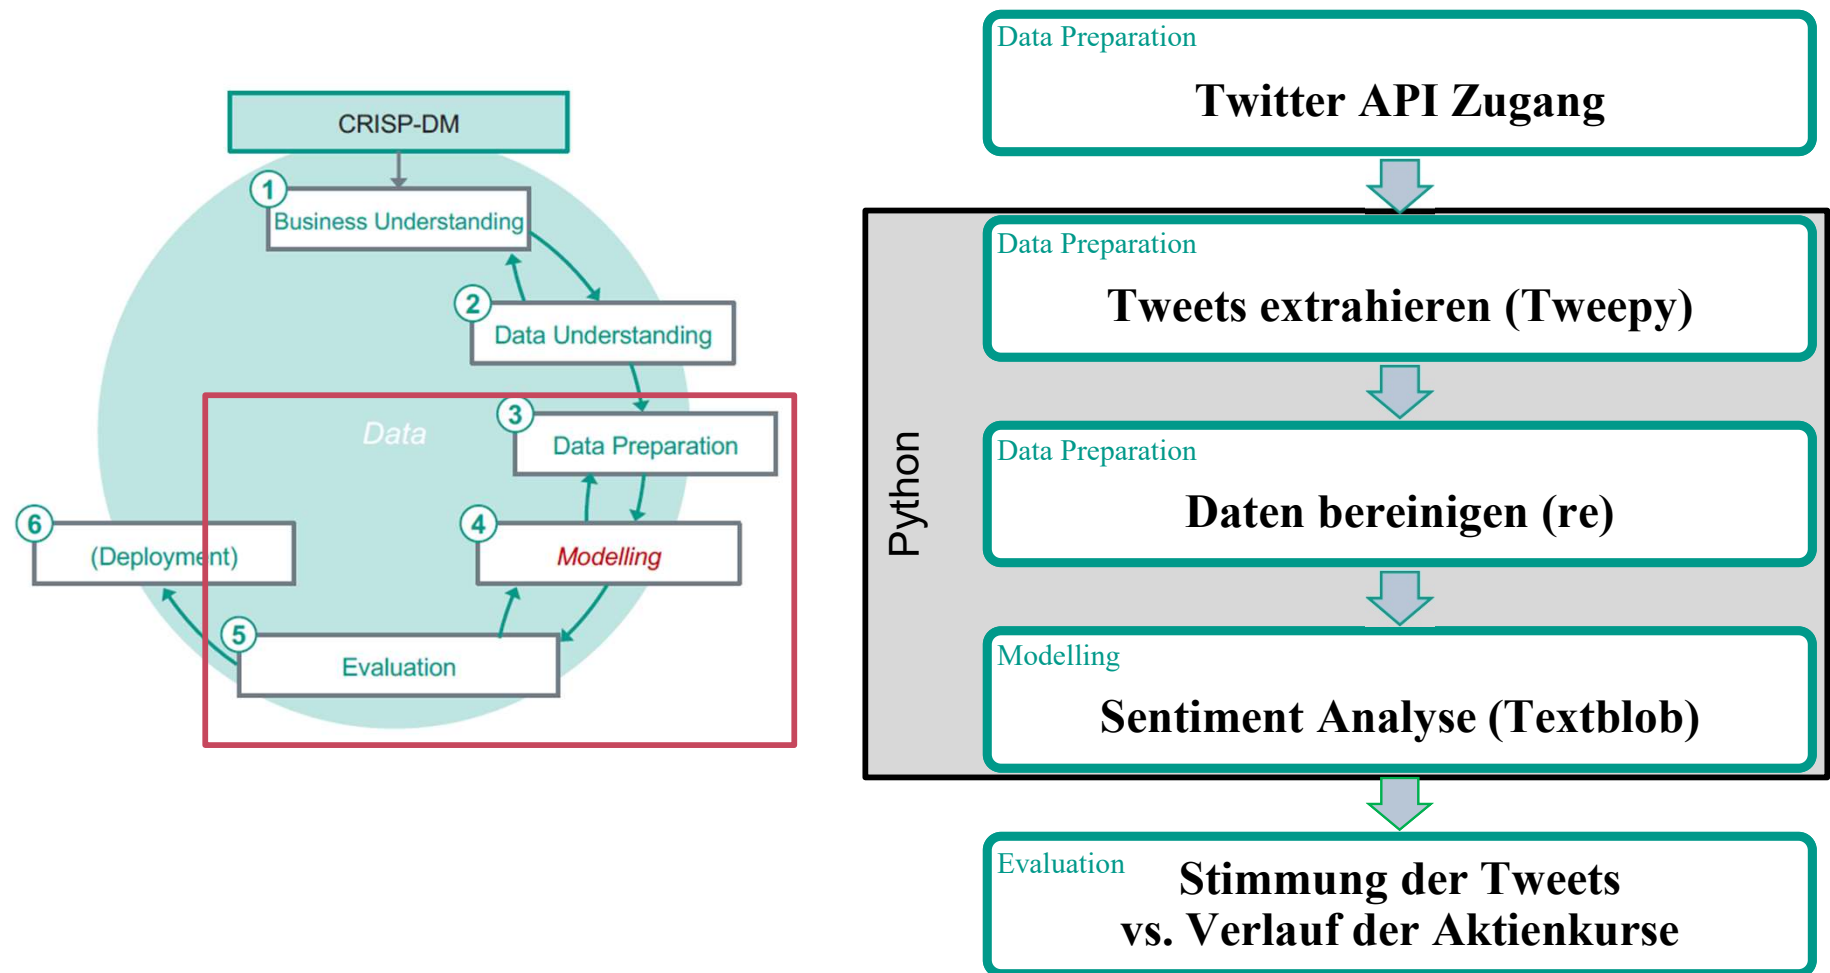 CRISP-DM
1
Business Understanding
2
Data Understanding
Data
3
Data Preparation
4
Modelling
5
Evaluation
6
(Deployment)
Data Preparation
Twitter API Zugang
Python
Data Preparation
Tweets extrahieren (Tweepy)
Data Preparation
Daten bereinigen (re)
Modelling
Sentiment Analyse (Textblob)
Evaluation
Stimmung der Tweets
vs. Verlauf der Aktienkurse